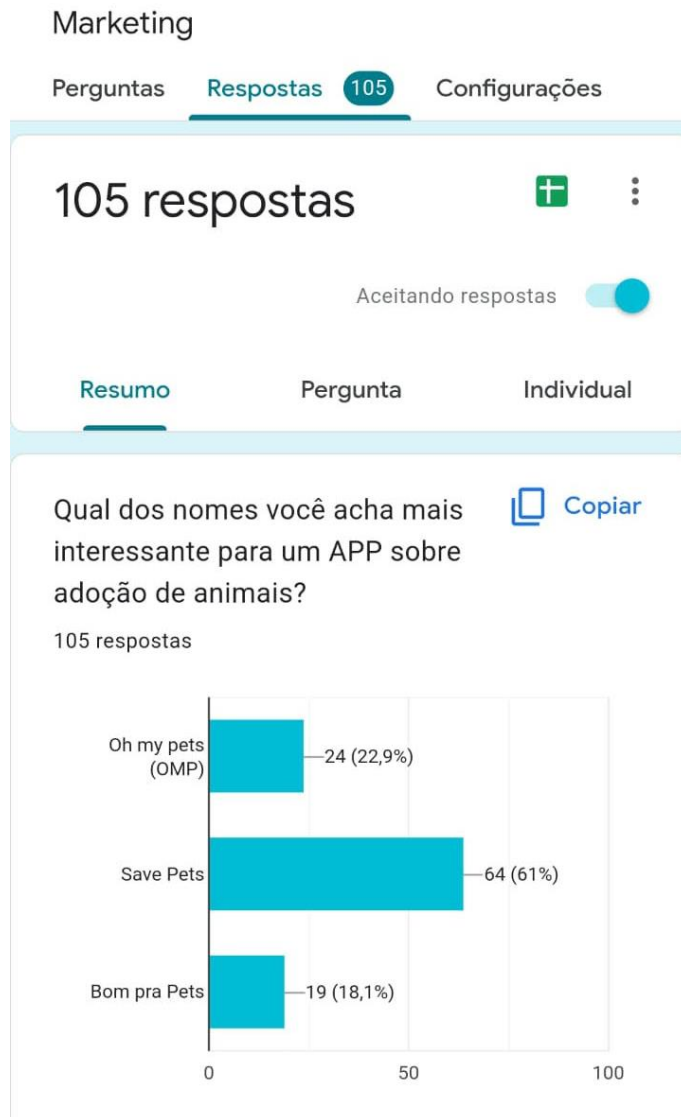 Marketing
Perguntas Respostas 105 Configurações
105 respostas
Aceitando respostas
Resumo Pergunta Individual
Qual dos nomes você acha mais
interessante para um APP sobre
adoção de animais?
Copiar
105 respostas
Oh my pets
(OMP)
24 (22,9%)
Save Pets
64 (61%)
Bom pra Pets
19 (18,1%)
0 50 100